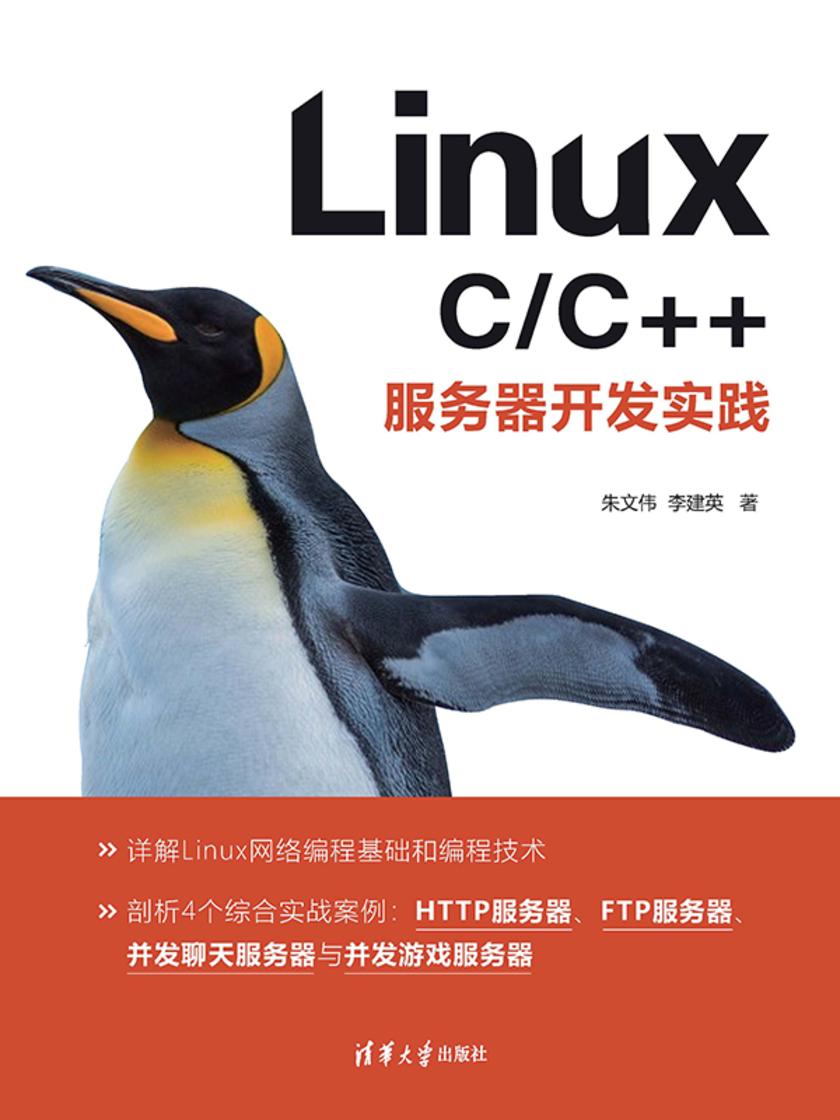 Linux
C/C++
服务器开发实践
朱文伟 李建英 著
» 详解Linux网络编程基础和编程技术
» 剖析4个综合实战案例：HTTP服务器、FTP服务器、
并发聊天服务器与并发游戏服务器
清华大学出版社